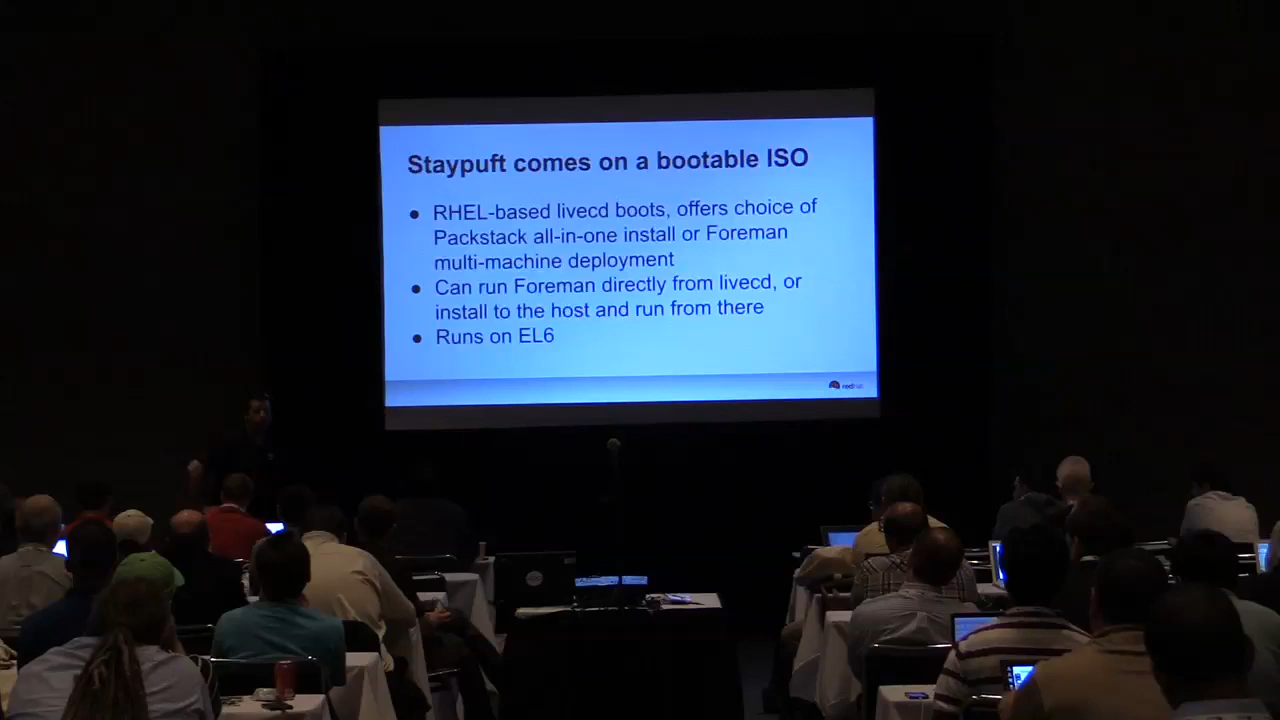 Staypuft comes on a bootable ISO
● RHEL-based livecd boots, offers choice of
Packstack all-in-one install or Foreman
multi-machine deployment
● Can run Foreman directly from livecd, or
install to the host and run from there
● Runs on EL6
redhat